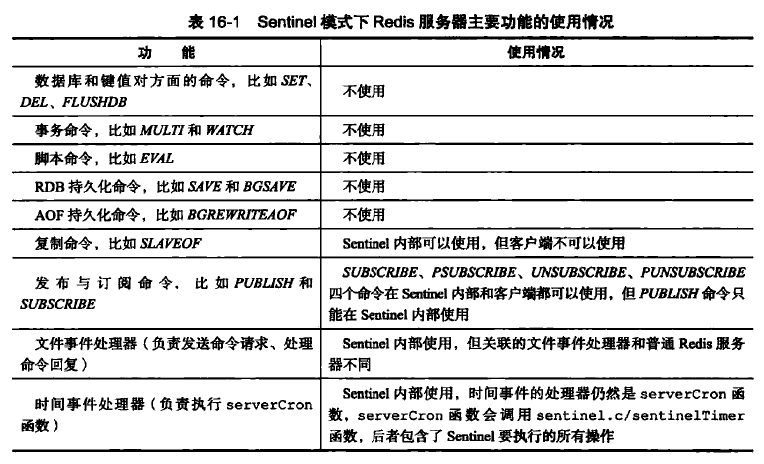 表 16-1 Sentinel 模式下 Redis 服务器主要功能的使用情况
功 能
使用情况
数据库和键值对方面的命令，比如 SET、
DEL、FLUSHDB
不使用
事务命令，比如 MULTI 和 WATCH
不使用
脚本命令，比如 EVAL
不使用
RDB 持久化命令，比如 SAVE 和 BGSAVE
不使用
AOF 持久化命令，比如 BGREWRITEAOF
不使用
复制命令，比如 SLAVEOF
Sentinel 内部可以使用，但客户端不可以使用
发布与订阅命令，比如 PUBLISH 和
SUBSCRIBE
SUBSCRIBE、PSUBSCRIBE、UNSUBSCRIBE、PUNSUBSCRIBE
四个命令在 Sentinel 内部和客户端都可以使用，但 PUBLISH 命令只
能在 Sentinel 内部使用
文件事件处理器（负责发送命令请求、处理
命令回复）
Sentinel 内部使用，但关联的文件事件处理器和普通 Redis 服务
器不同
时间事件处理器（负责执行 serverCron
函数）
Sentinel 内部使用，时间事件的处理器仍然是 serverCron 函
数，serverCron 函数会调用 sentinel.c/sentinelTimer
函数，后者包含了 Sentinel 要执行的所有操作